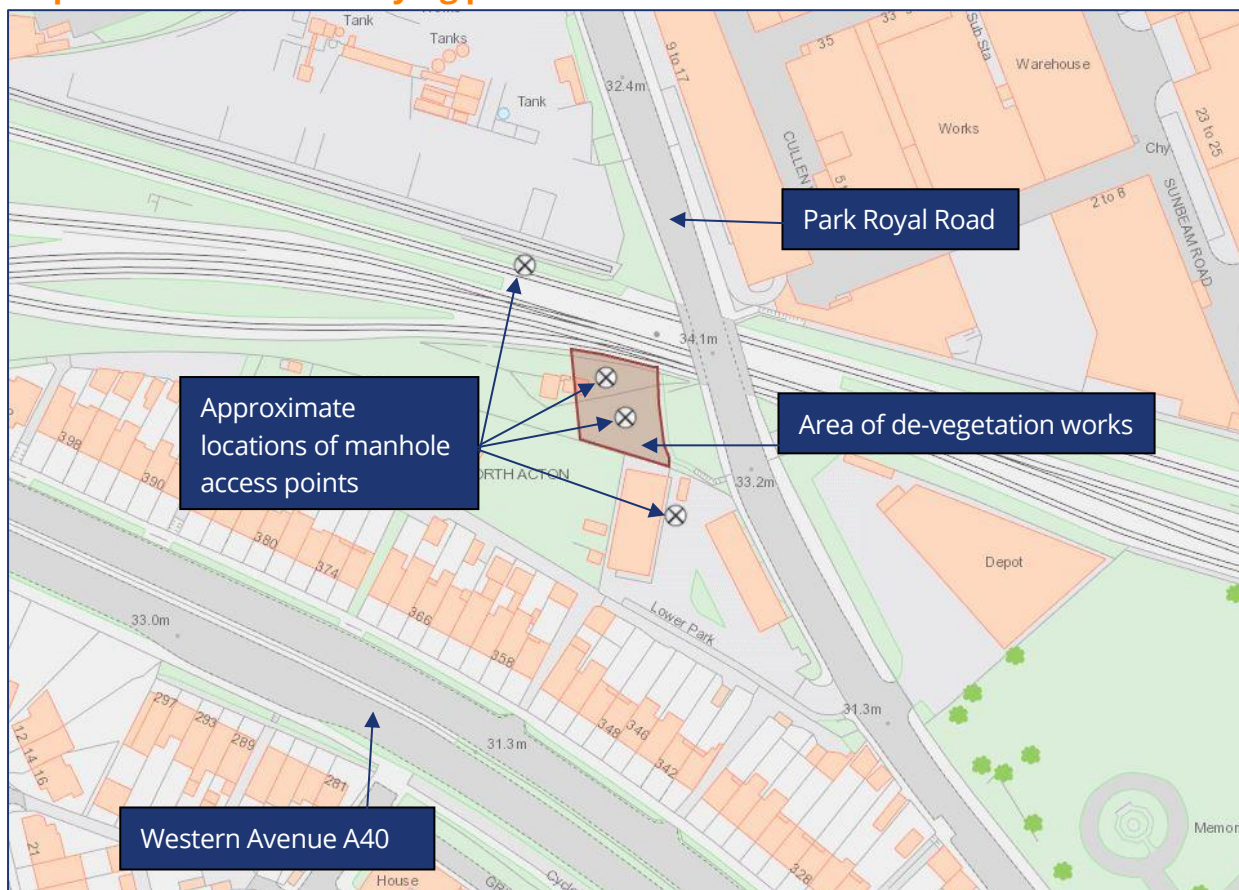 Tank
Tanks
Tank
32.4m
9 to 17
35
Sub Sta
Warehouse
Works
Chy
23 to 25
CULLEN
SUNBEAM ROAD
2 to 8
Park Royal Road
34.1m
Approximate
locations of manhole
access points
Area of de-vegetation works
398
390
380
374
366
358
33.2m
Depot
Lower Park
33.0m
348
346
342
31.3m
31.3m
297
293
289
281
12
14
16
21
326
Western Avenue A40
House